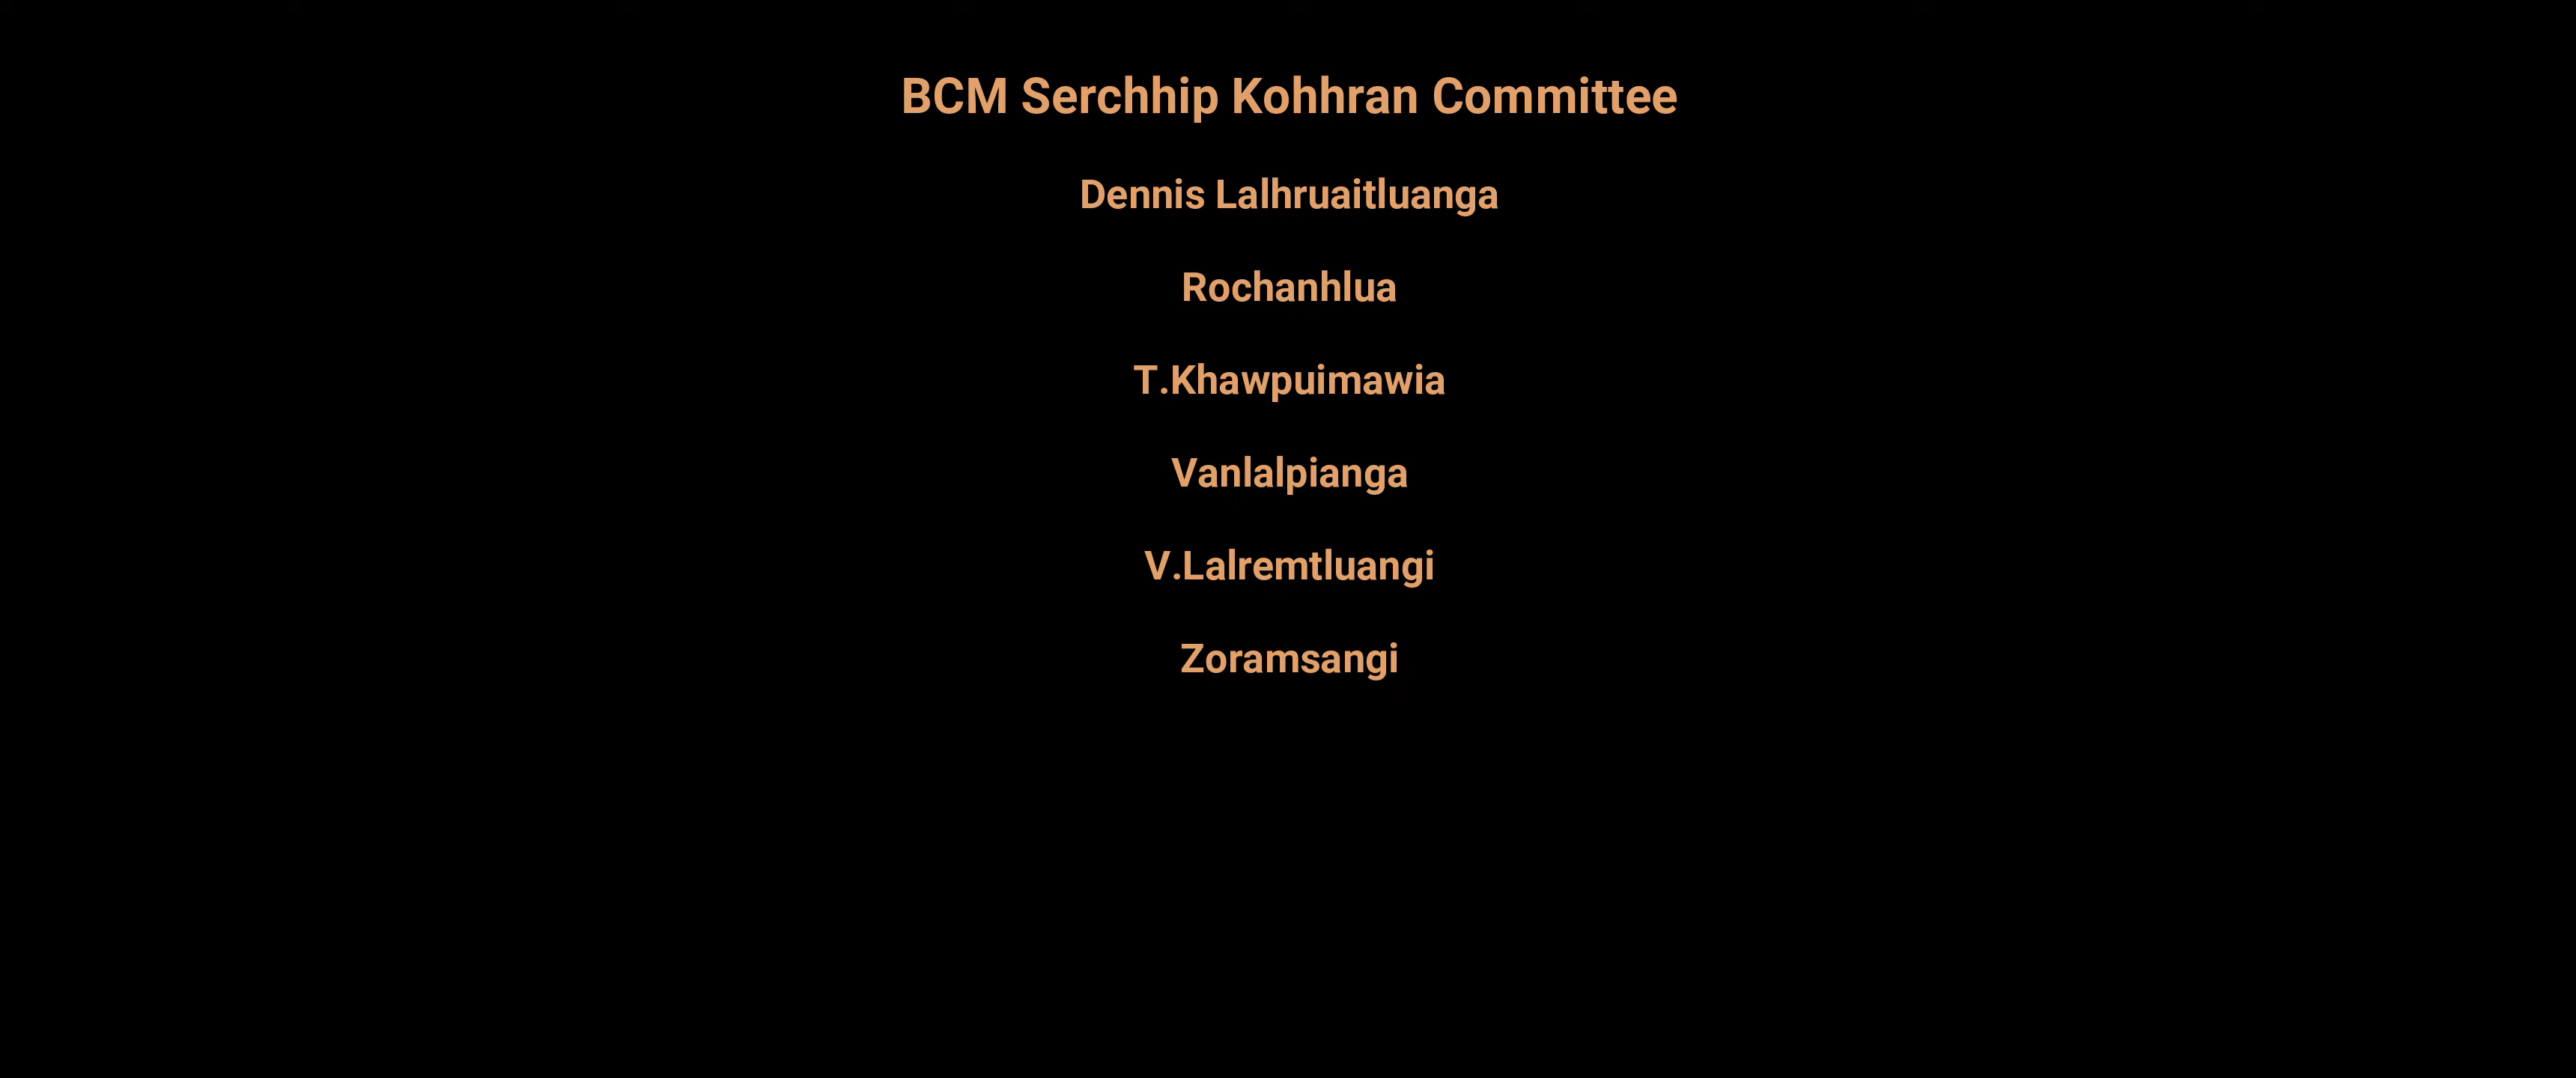 BCM Serchhip Kohhran Committee
Dennis Lalhruaitluanga
Rochanhlua
T.Khawpuimawia
Vanlalpianga
V.Lalremtluangi
Zoramsangi